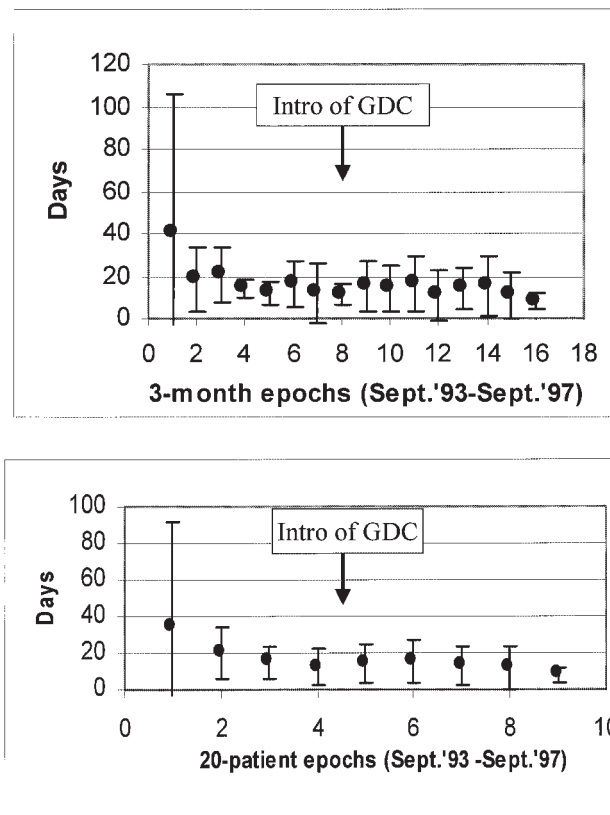 120
100
80
60
40
20
0
Days
Intro of GDC
0 2 4 6 8 10 12 14 16 18
3-month epochs (Sept.'93-Sept.'97)
100
80
60
40
20
0
Days
Intro of GDC
0 2 4 6 8 10
20-patient epochs (Sept.'93 -Sept.'97)